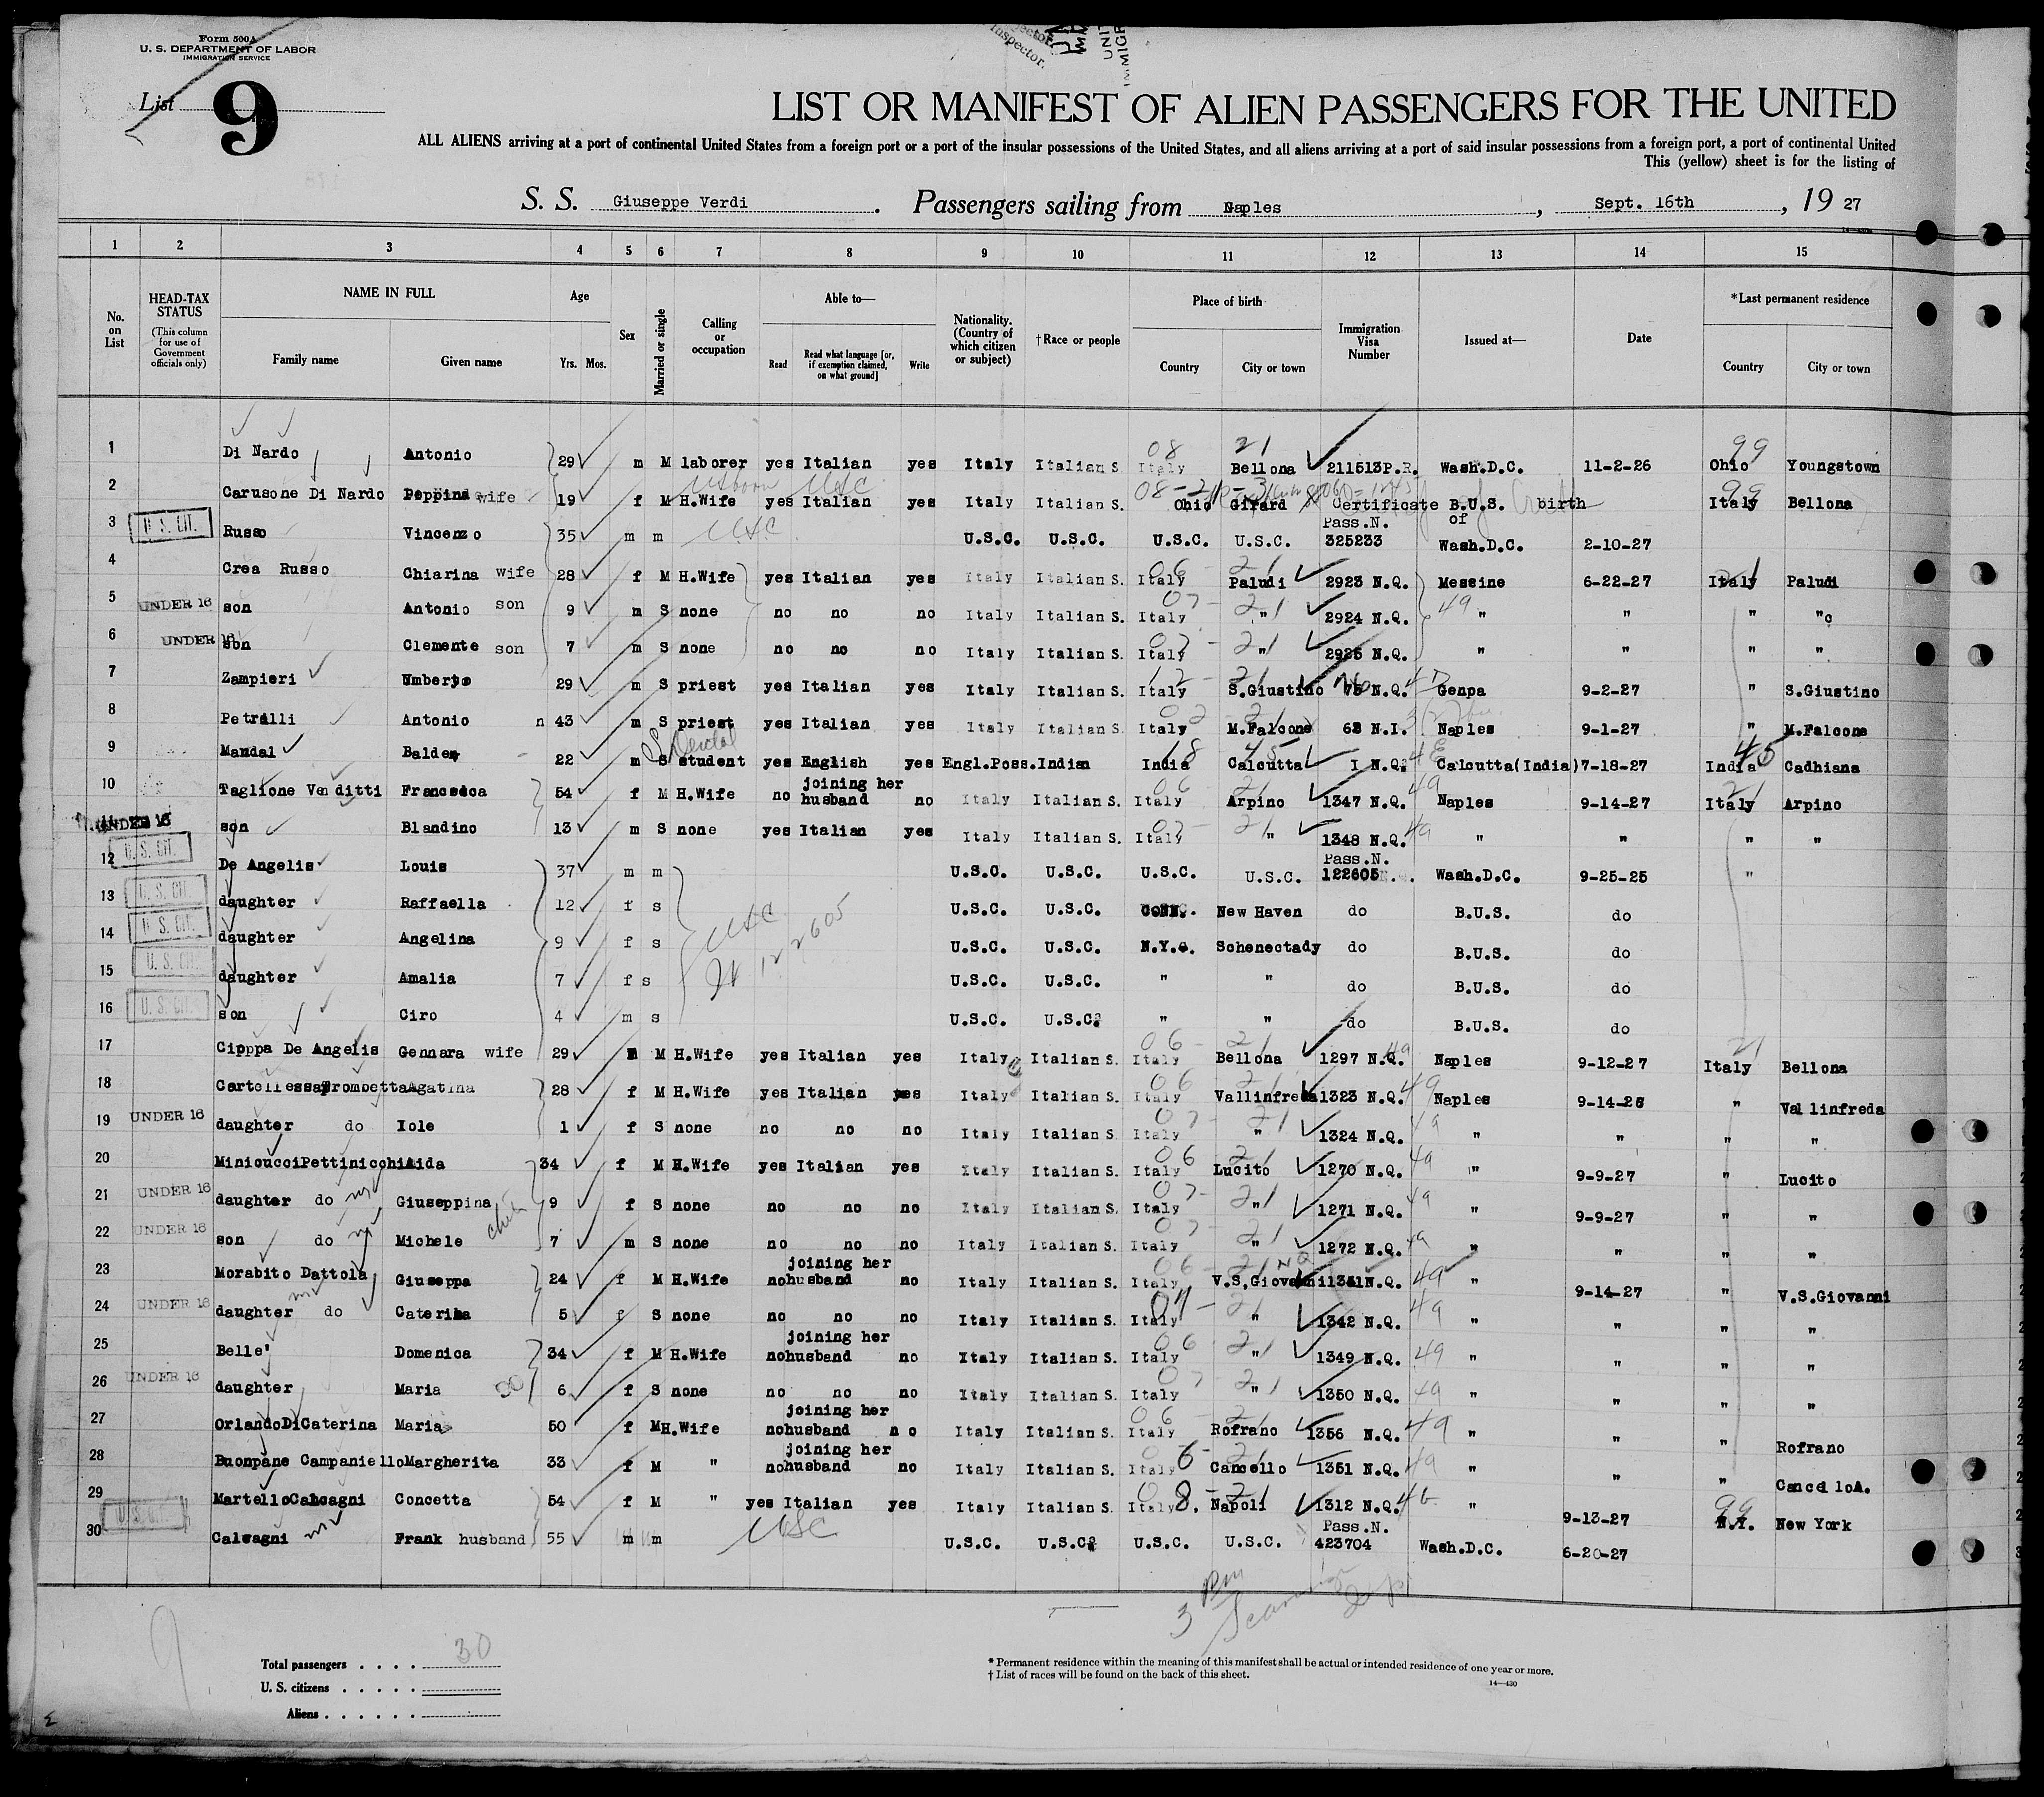 Form 500A
U. S. DEPARTMENT OF LABOR
IMMIGRATION SERVICE
List 9
Inspector.
LIST OR MANIFEST OF ALIEN PASSENGERS FOR THE UNITED
ALL ALIENS arriving at a port of continental United States from a foreign port or a port of the insular possessions of the United States, and all aliens arriving at a port of said insular possessions from a foreign port, a port of continental United
This (yellow) sheet is for the listing of
S. S. Giuseppe Verdi. Passengers sailing from Naples, Sept. 16th, 19 27
1 2 3 4 5 6 7 8 9 10 11 12 13 14 15
No. on List HEAD-TAX STATUS (This column for use of Government officials only) NAME IN FULL Family name Given name Age Yrs. Mos. Sex Married or single Calling or occupation Able to— Read Read what language [or, if exemption claimed, on what ground] Write Nationality. (Country of which citizen or subject) †Race or people Place of birth Country City or town Immigration Visa Number Issued at— Date *Last permanent residence Country City or town
1 Di Nardo Antonio 29 m M laborer yes Italian yes Italy Italian S. Italy Bellona 211513P.R. Wash.D.C. 11-2-26 Ohio Youngstown
2 Carusone Di Nardo Peppina wife 19 f M H.Wife yes Italian yes Italy Italian S. Ohio Girard Certificate of birth B.U.S. Italy Bellona
3 U. S. CIT. Russo Vincenzo 35 m m USC U.S.C. U.S.C. U.S.C. U.S.C. Pass.N. 325233 Wash.D.C. 2-10-27
4 Crea Russo Chiarina wife 28 f M H.Wife yes Italian yes Italy Italian S. Italy Paludi 2923 N.Q. Messine 6-22-27 Italy Paludi
5 UNDER 16 son Antonio son 9 m S none no no no Italy Italian S. Italy " 2924 N.Q. " " " "
6 UNDER 16 son Clemente son 7 m S none no no no Italy Italian S. Italy " 2925 N.Q. " " " "
7 Zampieri Umberto 29 m S priest yes Italian yes Italy Italian S. Italy S.Giustino N.Q. Genoa 9-2-27 " S.Giustino
8 Petrilli Antonio 43 m S priest yes Italian yes Italy Italian S. Italy M.Falcone 63 N.I. Naples 9-1-27 " M.Falcone
9 Mandal Baldew 22 m S student yes English yes Engl.Poss. Indian India Calcutta I N.Q. Calcutta(India) 7-18-27 India Cadhiana
10 Taglione Venditti Francesca 54 f M H.Wife no joining her husband no Italy Italian S. Italy Arpino 1347 N.Q. Naples 9-14-27 Italy Arpino
11 UNDER 16 son Blandino 13 m S none yes Italian yes Italy Italian S. Italy " 1348 N.Q. " " " "
12 U. S. CIT. De Angelis Louis 37 m m U.S.C. U.S.C. U.S.C. U.S.C. Pass.N. 122605 Wash.D.C. 9-25-25 "
13 U. S. CIT. daughter Raffaella 12 f s U.S.C. U.S.C. CONN. New Haven do B.U.S. do
14 U. S. CIT. daughter Angelina 9 f s USC 122605 U.S.C. U.S.C. N.Y. Schenectady do B.U.S. do
15 U. S. CIT. daughter Amalia 7 f s U.S.C. U.S.C. " " do B.U.S. do
16 U. S. CIT. son Ciro 4 m s U.S.C. U.S.C. " " do B.U.S. do
17 Cipppa De Angelis Gennara wife 29 M H.Wife yes Italian yes Italy Italian S. Italy Bellona 1297 N.Q. Naples 9-12-27 Italy Bellona
18 Cartellessa Trombetta Agatina 28 f M H.Wife yes Italian yes Italy Italian S. Italy Vallinfreda 1323 N.Q. Naples 9-14-26 " Vallinfreda
19 UNDER 16 daughter do Iole 1 f S none no no no Italy Italian S. Italy " 1324 N.Q. " " " "
20 Minicucci Pettinicchi Aida 34 f M H.Wife yes Italian yes Italy Italian S. Italy Lucito 1270 N.Q. " 9-9-27 " Lucito
21 UNDER 16 daughter do Giuseppina 9 f S none no no no Italy Italian S. Italy " 1271 N.Q. " 9-9-27 " "
22 UNDER 16 son do Michele 7 m S none no no no Italy Italian S. Italy " 1272 N.Q. " " " "
23 Morabito Dattola Giuseppa 24 f M H.Wife no joining her husband no Italy Italian S. Italy V.S.Giovanni 1341 N.Q. " 9-14-27 " V.S.Giovanni
24 UNDER 16 daughter do Caterina 5 f S none no no no Italy Italian S. Italy " 1342 N.Q. " " " "
25 Belle' Domenica 34 f M H.Wife no joining her husband no Italy Italian S. Italy " 1349 N.Q. " " " "
26 UNDER 16 daughter Maria 6 f S none no no no Italy Italian S. Italy " 1350 N.Q. " " " "
27 Orlando DiCaterina Maria 50 f M H.Wife no joining her husband no Italy Italian S. Italy Rofrano 1356 N.Q. " " " Rofrano
28 Buonpane Campaniello Margherita 33 f M " no joining her husband no Italy Italian S. Italy Cancello 1351 N.Q. " " " Cancello A.
29 Martello Calcagni Concetta 54 f M " yes Italian yes Italy Italian S. Italy Napoli 1312 N.Q. " 9-13-27 N.Y. New York
30 U. S. CIT. Calcagni Frank husband 55 m m USC U.S.C. U.S.C. U.S.C. U.S.C. Pass.N. 423704 Wash.D.C. 6-20-27
Total passengers . . . . 30
U. S. citizens . . . . .
Aliens . . . . . .
* Permanent residence within the meaning of this manifest shall be actual or intended residence of one year or more.
† List of races will be found on the back of this sheet.
14—430